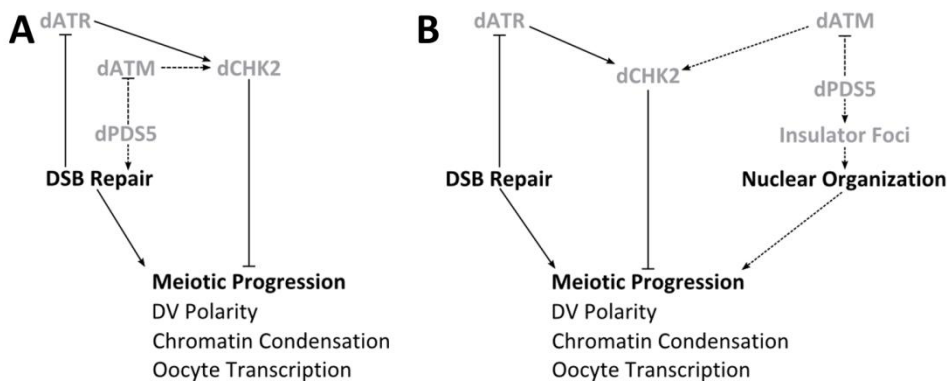 A
dATR
dATM
dCHK2
dPDS5
DSB Repair
Meiotic Progression
DV Polarity
Chromatin Condensation
Oocyte Transcription
B
dATR
dATM
dCHK2
dPDS5
Insulator Foci
DSB Repair
Nuclear Organization
Meiotic Progression
DV Polarity
Chromatin Condensation
Oocyte Transcription